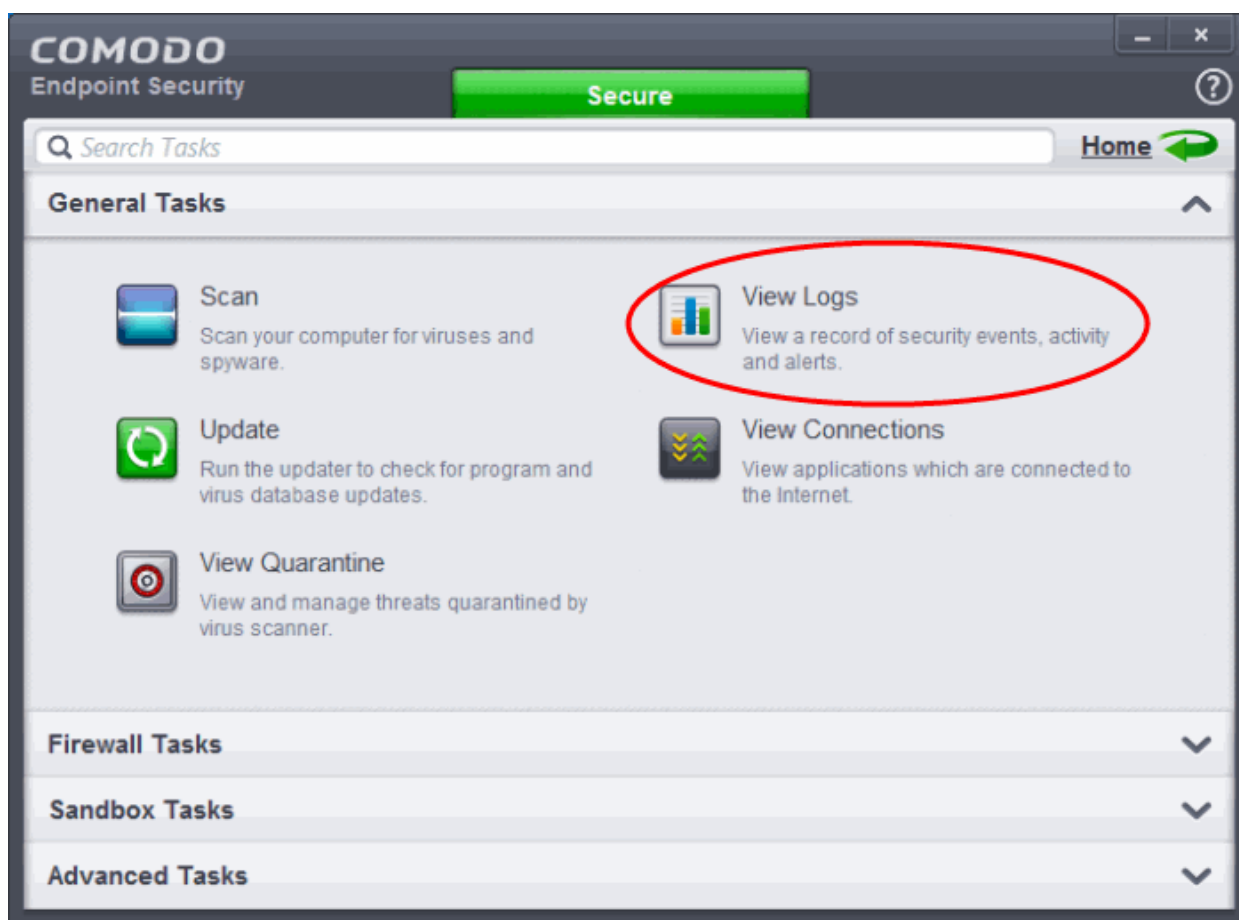 COMODO
Endpoint Security
Secure
Search Tasks
Home
General Tasks
Scan
Scan your computer for viruses and
spyware.
View Logs
View a record of security events, activity
and alerts.
Update
Run the updater to check for program and
virus database updates.
View Connections
View applications which are connected to
the Internet.
View Quarantine
View and manage threats quarantined by
virus scanner.
Firewall Tasks
Sandbox Tasks
Advanced Tasks